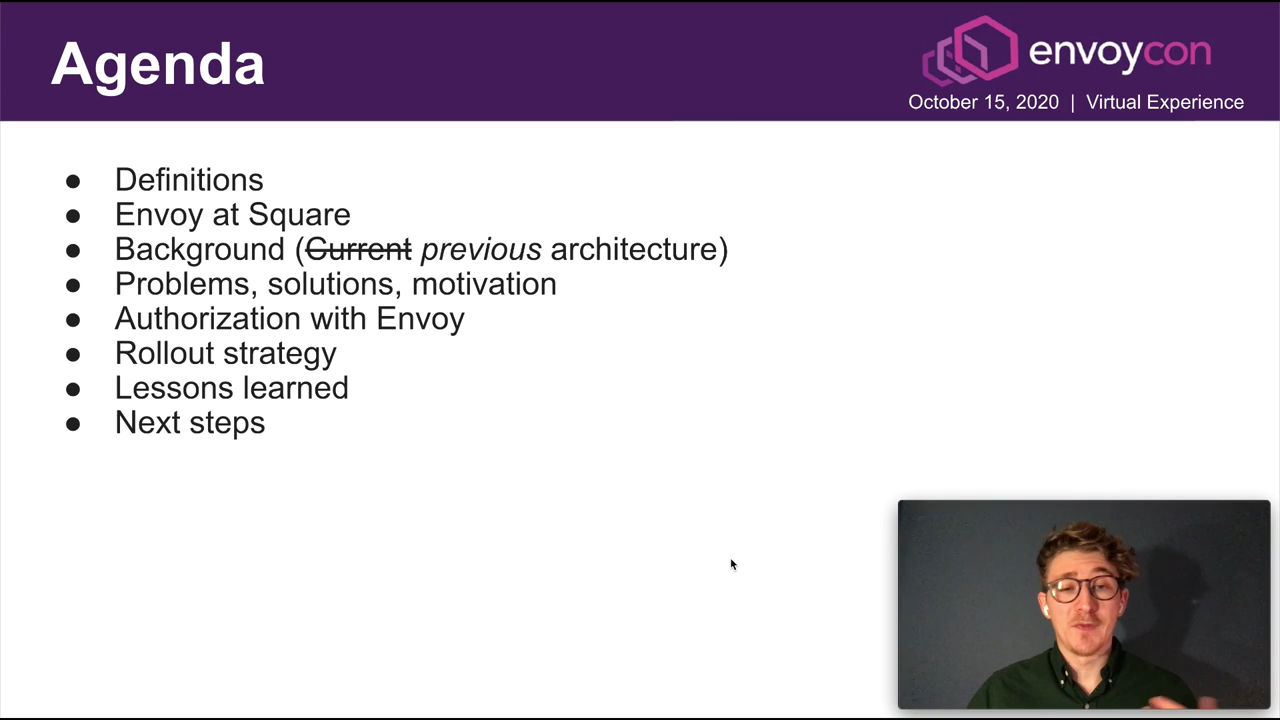 Agenda
envoycon
October 15, 2020 | Virtual Experience
● Definitions
● Envoy at Square
● Background (Current previous architecture)
● Problems, solutions, motivation
● Authorization with Envoy
● Rollout strategy
● Lessons learned
● Next steps